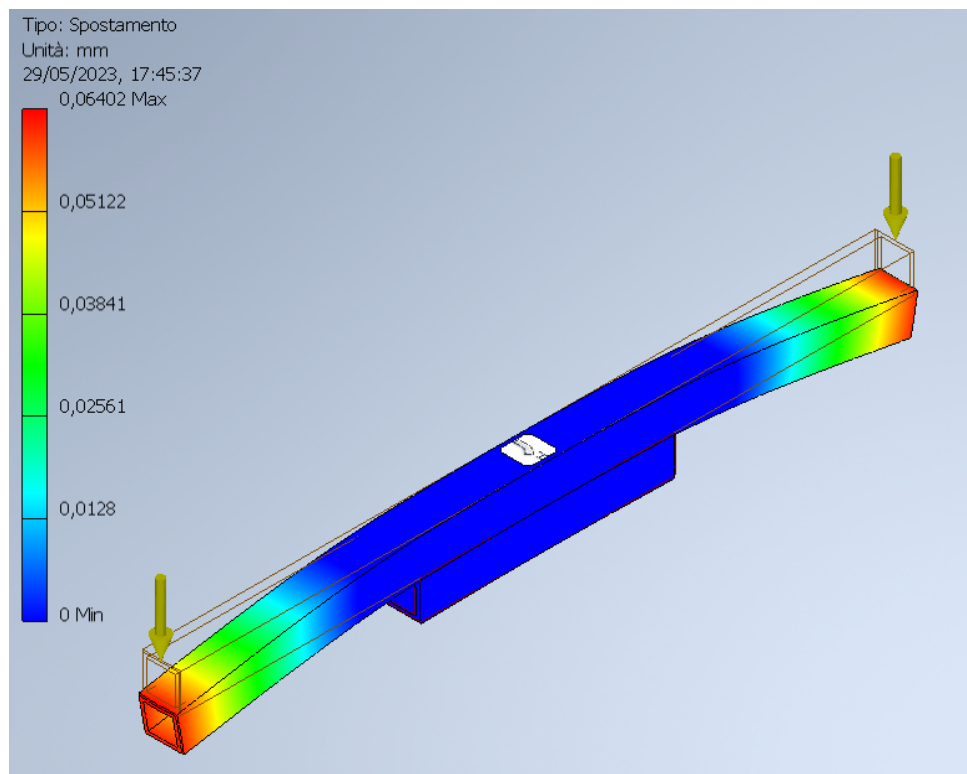 Tipo: Spostamento
Unità: mm
29/05/2023, 17:45:37
0,06402 Max
0,05122
0,03841
0,02561
0,0128
0 Min